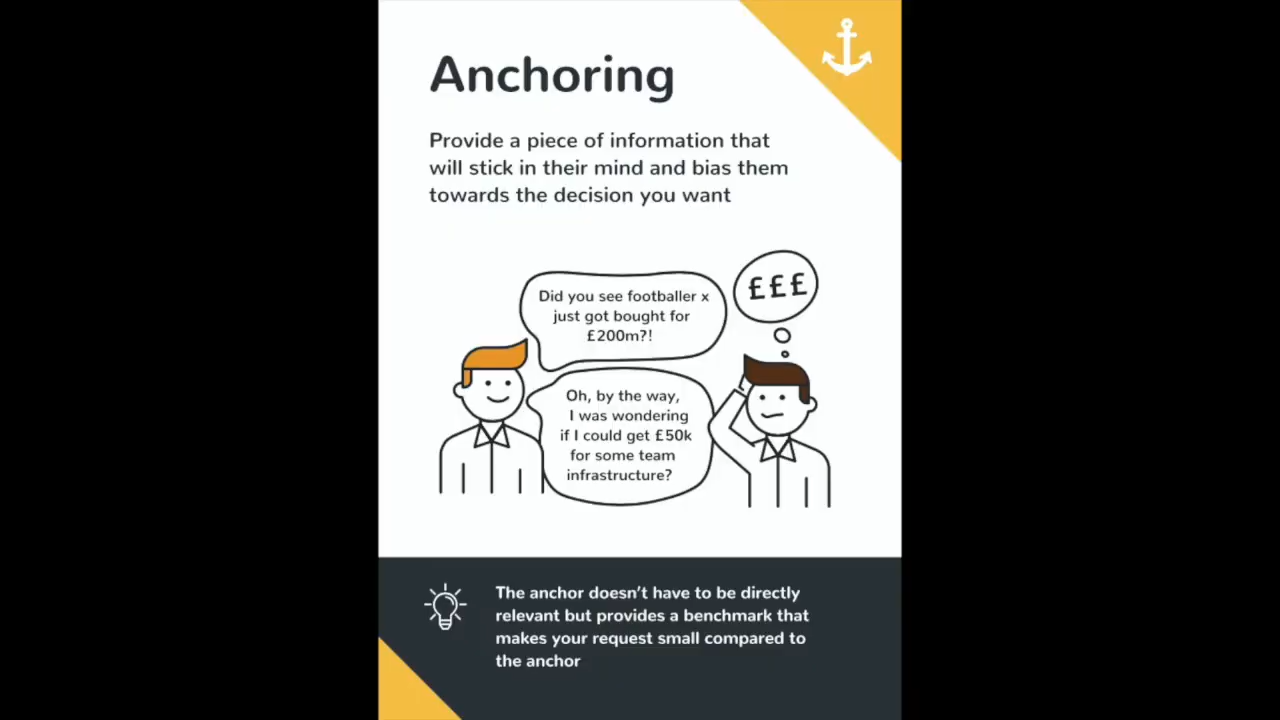 Anchoring
Provide a piece of information that
will stick in their mind and bias them
towards the decision you want
£££
Did you see footballer x
just got bought for
£200m?!
Oh, by the way,
I was wondering
if I could get £50k
for some team
infrastructure?
The anchor doesn't have to be directly
relevant but provides a benchmark that
makes your request small compared to
the anchor